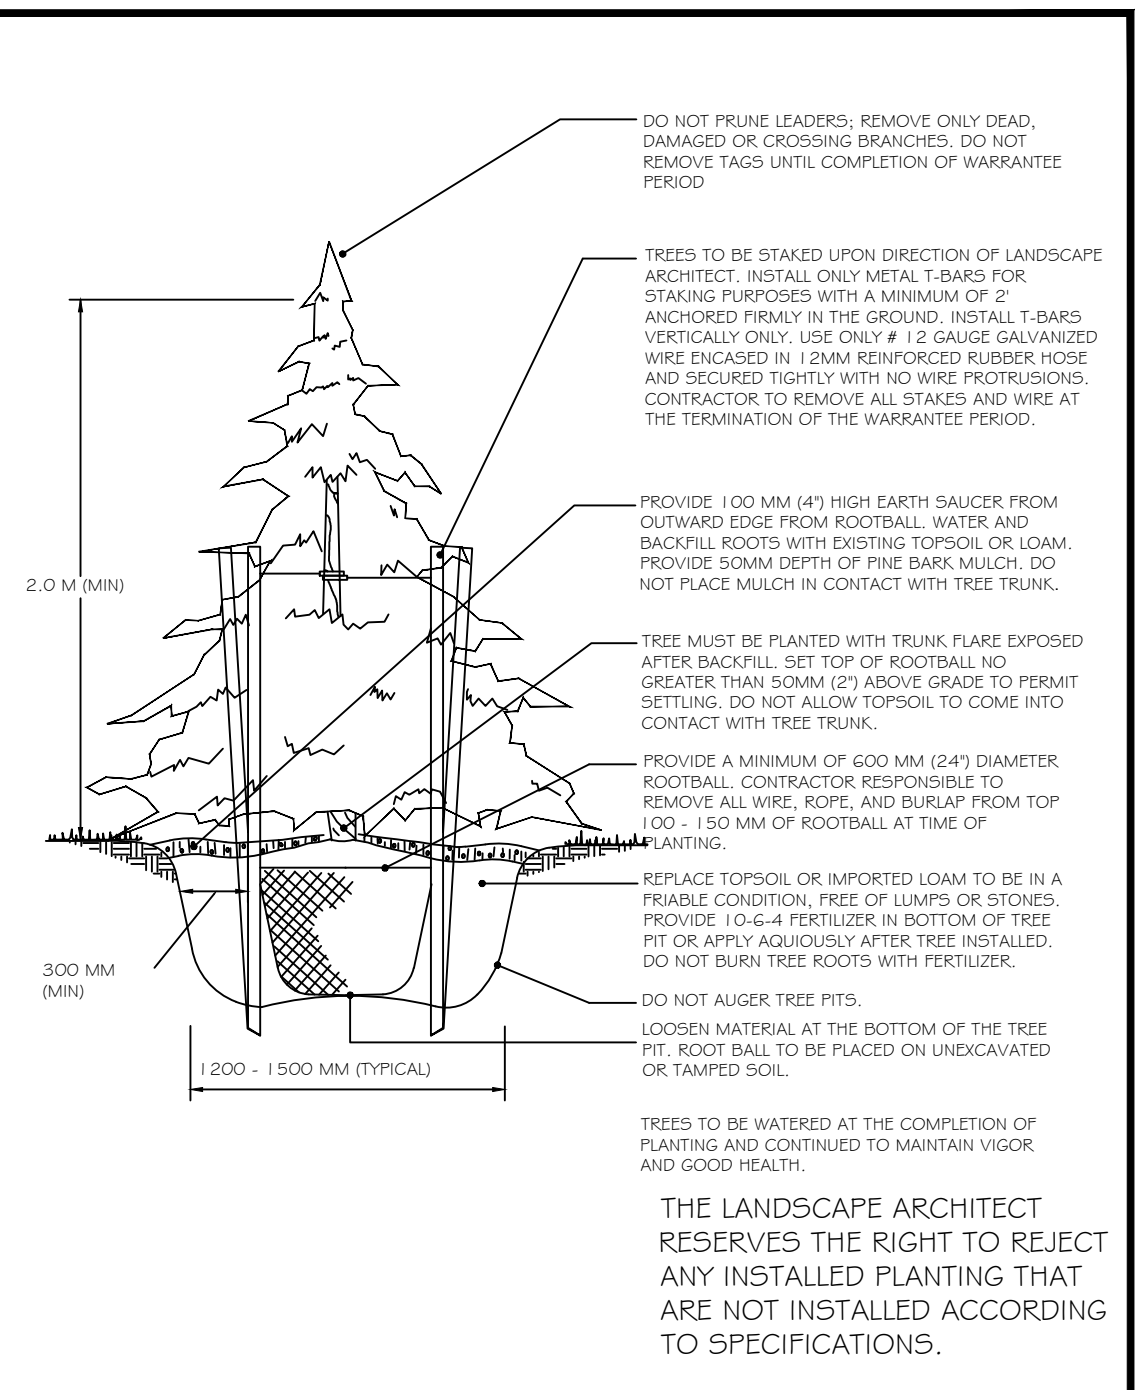 DO NOT PRUNE LEADERS; REMOVE ONLY DEAD,
DAMAGED OR CROSSING BRANCHES. DO NOT
REMOVE TAGS UNTIL COMPLETION OF WARRANTEE
PERIOD
TREES TO BE STAKED UPON DIRECTION OF LANDSCAPE
ARCHITECT. INSTALL ONLY METAL T-BARS FOR
STAKING PURPOSES WITH A MINIMUM OF 2'
ANCHORED FIRMLY IN THE GROUND. INSTALL T-BARS
VERTICALLY ONLY. USE ONLY # 12 GAUGE GALVANIZED
WIRE ENCASED IN 12MM REINFORCED RUBBER HOSE
AND SECURED TIGHTLY WITH NO WIRE PROTRUSIONS.
CONTRACTOR TO REMOVE ALL STAKES AND WIRE AT
THE TERMINATION OF THE WARRANTEE PERIOD.
PROVIDE 100 MM (4") HIGH EARTH SAUCER FROM
OUTWARD EDGE FROM ROOTBALL. WATER AND
BACKFILL ROOTS WITH EXISTING TOPSOIL OR LOAM.
PROVIDE 50MM DEPTH OF PINE BARK MULCH. DO
NOT PLACE MULCH IN CONTACT WITH TREE TRUNK.
2.0 M (MIN)
TREE MUST BE PLANTED WITH TRUNK FLARE EXPOSED
AFTER BACKFILL. SET TOP OF ROOTBALL NO
GREATER THAN 50MM (2") ABOVE GRADE TO PERMIT
SETTLING. DO NOT ALLOW TOPSOIL TO COME INTO
CONTACT WITH TREE TRUNK.
PROVIDE A MINIMUM OF 600 MM (24") DIAMETER
ROOTBALL. CONTRACTOR RESPONSIBLE TO
REMOVE ALL WIRE, ROPE, AND BURLAP FROM TOP
100 - 150 MM OF ROOTBALL AT TIME OF
PLANTING.
REPLACE TOPSOIL OR IMPORTED LOAM TO BE IN A
FRIABLE CONDITION, FREE OF LUMPS OR STONES.
PROVIDE 10-6-4 FERTILIZER IN BOTTOM OF TREE
PIT OR APPLY AQUIOUSLY AFTER TREE INSTALLED.
DO NOT BURN TREE ROOTS WITH FERTILIZER.
300 MM
(MIN)
DO NOT AUGER TREE PITS.
LOOSEN MATERIAL AT THE BOTTOM OF THE TREE
PIT. ROOT BALL TO BE PLACED ON UNEXCAVATED
OR TAMPED SOIL.
1200 - 1500 MM (TYPICAL)
TREES TO BE WATERED AT THE COMPLETION OF
PLANTING AND CONTINUED TO MAINTAIN VIGOR
AND GOOD HEALTH.
THE LANDSCAPE ARCHITECT
RESERVES THE RIGHT TO REJECT
ANY INSTALLED PLANTING THAT
ARE NOT INSTALLED ACCORDING
TO SPECIFICATIONS.